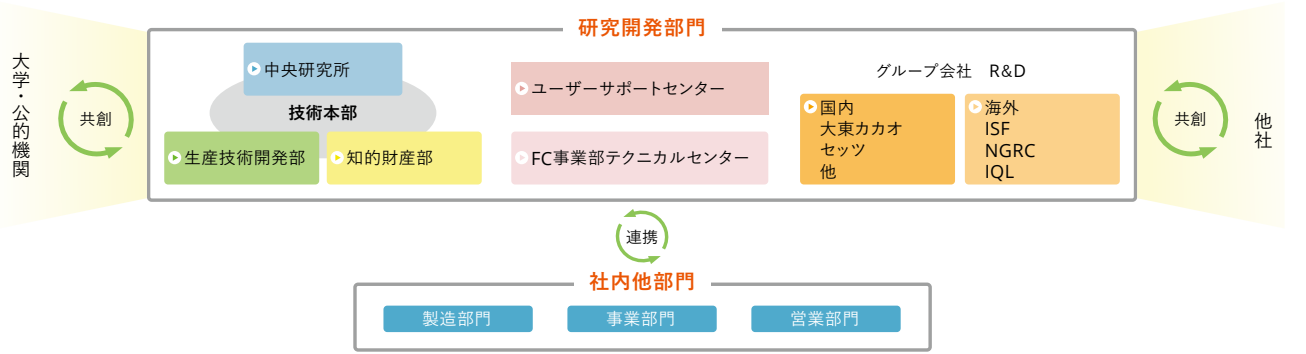 研究開発部門
大学・公的機関
共創
中央研究所
技術本部
生産技術開発部
知的財産部
ユーザーサポートセンター
FC事業部テクニカルセンター
グループ会社 R&D
国内
大東カカオ
セッツ
他
海外
ISF
NGRC
IQL
共創
他社
連携
社内他部門
製造部門
事業部門
営業部門